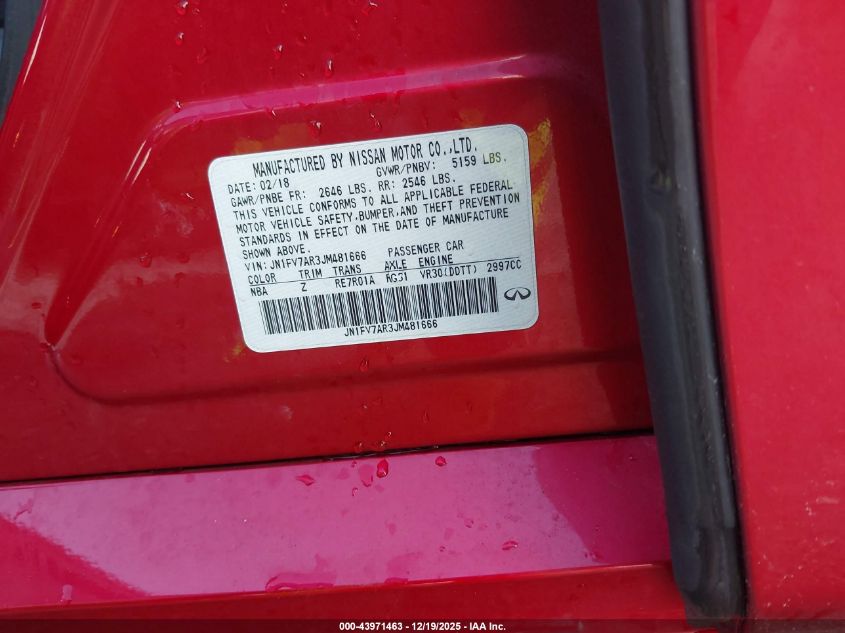 MANUFACTURED BY NISSAN MOTOR CO.,LTD.
DATE: 02/18 GVWR/PNBV: 5159 LBS.
GAWR/PNBE FR: 2646 LBS. RR: 2546 LBS.
THIS VEHICLE CONFORMS TO ALL APPLICABLE FEDERAL
MOTOR VEHICLE SAFETY,BUMPER,AND THEFT PREVENTION
STANDARDS IN EFFECT ON THE DATE OF MANUFACTURE
SHOWN ABOVE.
VIN:JN1FV7AR3JM481666 PASSENGER CAR
COLOR TRIM TRANS AXLE ENGINE
NBA Z RE7R01A VR30(DDTT) 2997CC
JN1FV7AR3JM481666
000-43971463 - 12/19/2025 - IAA Inc.